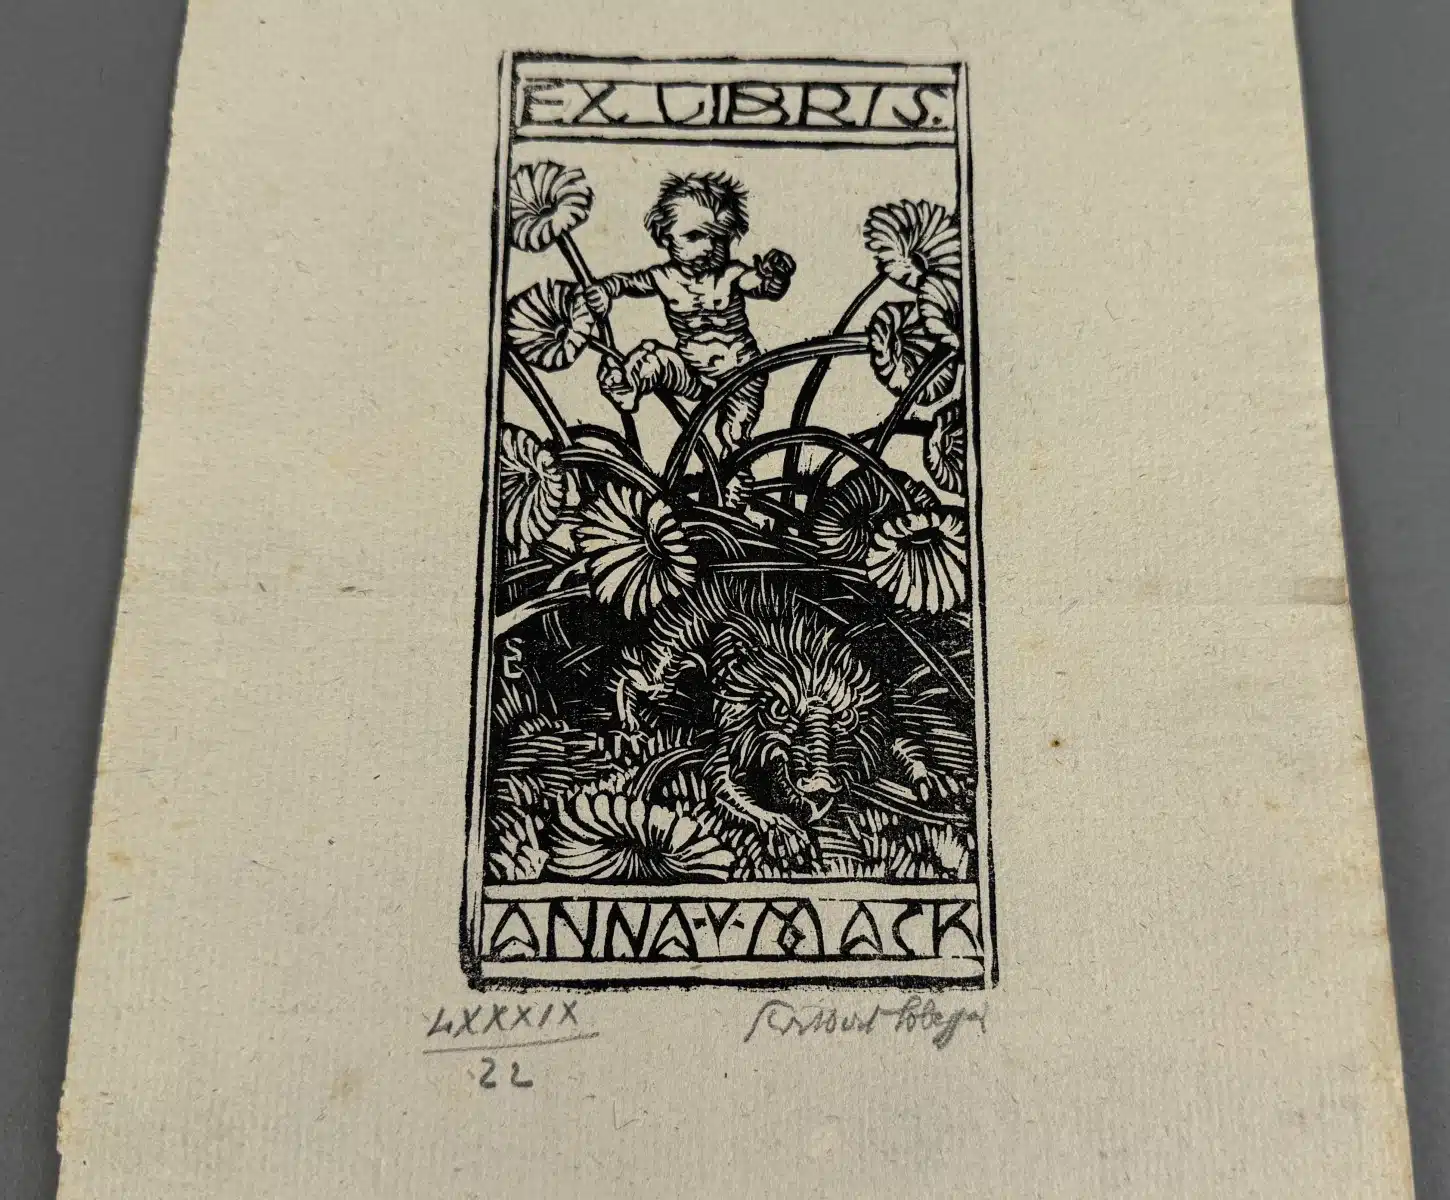 EX LIBRIS.
ANNA·V·MACK
LXXXIX
22